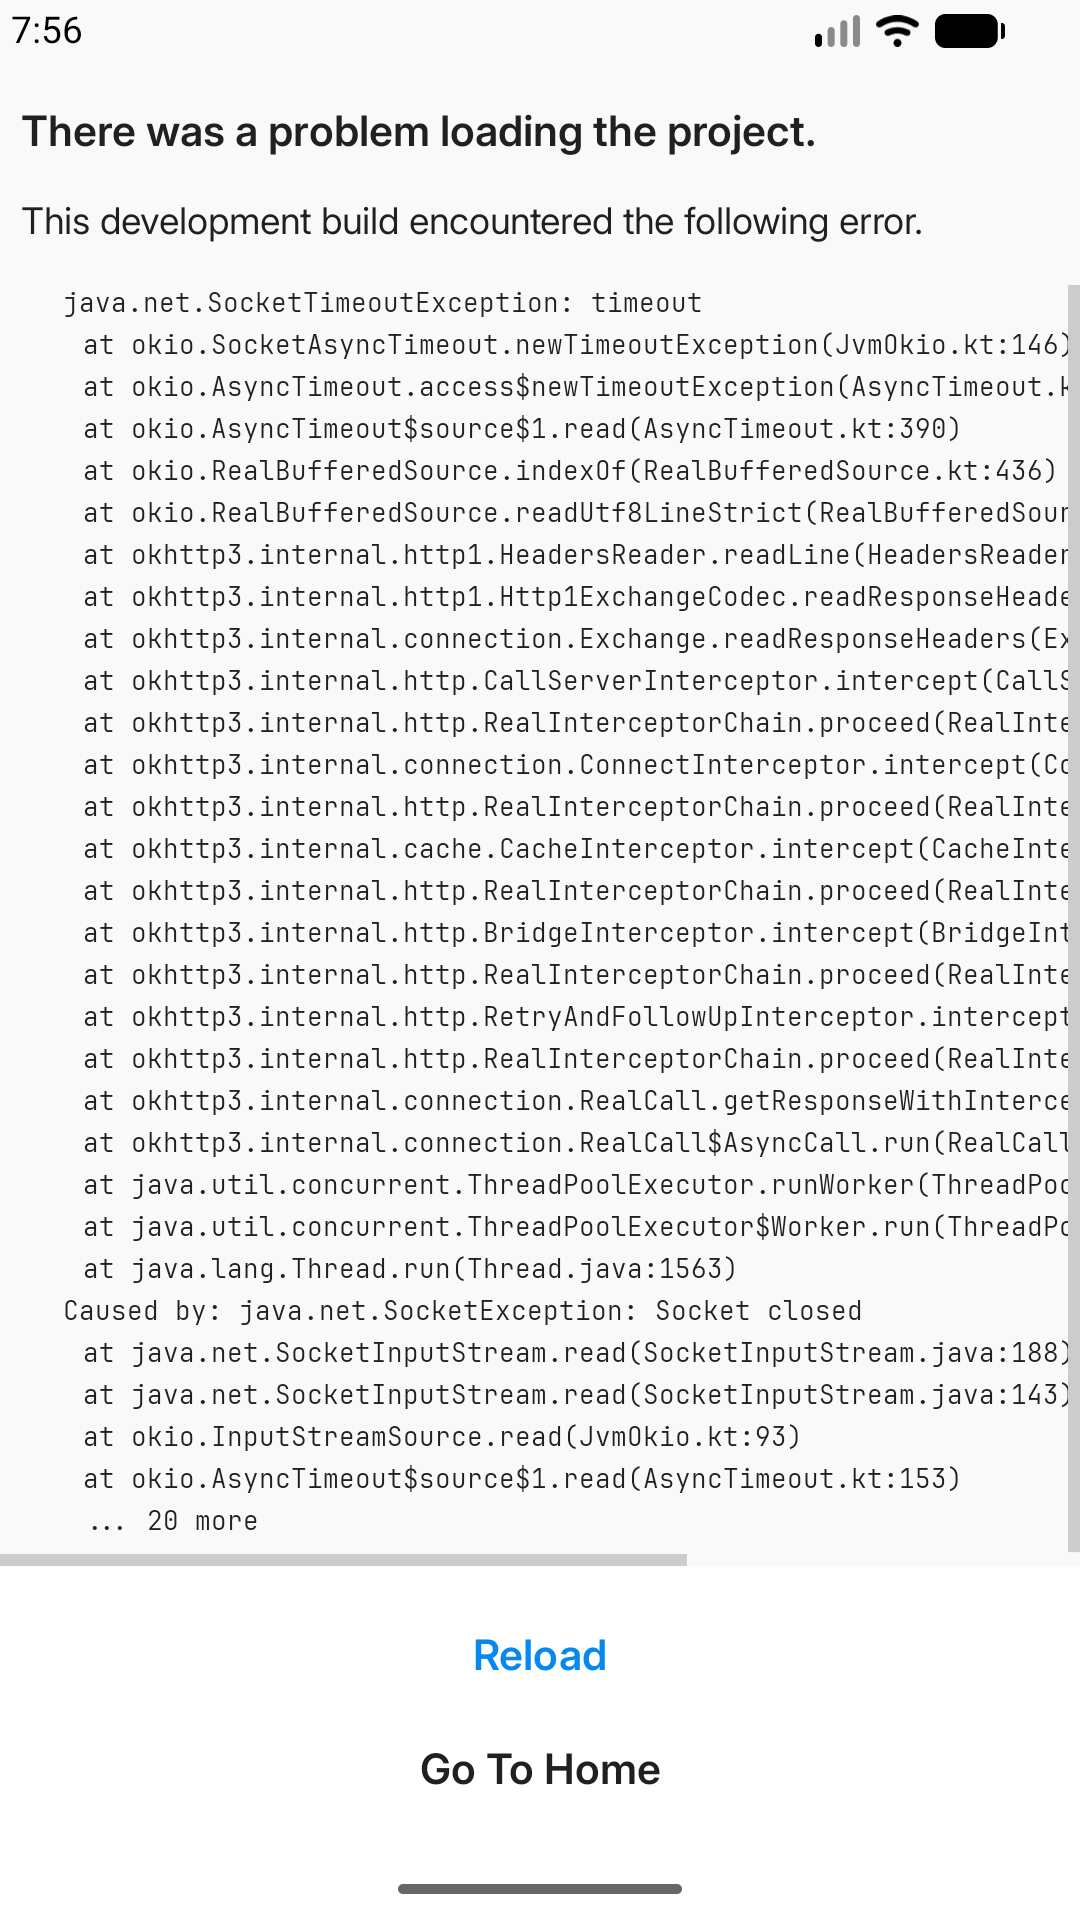 7:56
There was a problem loading the project.
This development build encountered the following error.
java.net.SocketTimeoutException: timeout
at okio.SocketAsyncTimeout.newTimeoutException(JvmOkio.kt:146)
at okio.AsyncTimeout.access$newTimeoutException(AsyncTimeout.k
at okio.AsyncTimeout$source$1.read(AsyncTimeout.kt:390)
at okio.RealBufferedSource.indexOf(RealBufferedSource.kt:436)
at okio.RealBufferedSource.readUtf8LineStrict(RealBufferedSour
at okhttp3.internal.http1.HeadersReader.readLine(HeadersReader
at okhttp3.internal.http1.Http1ExchangeCodec.readResponseHeade
at okhttp3.internal.connection.Exchange.readResponseHeaders(Ex
at okhttp3.internal.http.CallServerInterceptor.intercept(CallS
at okhttp3.internal.http.RealInterceptorChain.proceed(RealInte
at okhttp3.internal.connection.ConnectInterceptor.intercept(Co
at okhttp3.internal.http.RealInterceptorChain.proceed(RealInte
at okhttp3.internal.cache.CacheInterceptor.intercept(CacheInte
at okhttp3.internal.http.RealInterceptorChain.proceed(RealInte
at okhttp3.internal.http.BridgeInterceptor.intercept(BridgeInt
at okhttp3.internal.http.RealInterceptorChain.proceed(RealInte
at okhttp3.internal.http.RetryAndFollowUpInterceptor.intercept
at okhttp3.internal.http.RealInterceptorChain.proceed(RealInte
at okhttp3.internal.connection.RealCall.getResponseWithInterce
at okhttp3.internal.connection.RealCall$AsyncCall.run(RealCall
at java.util.concurrent.ThreadPoolExecutor.runWorker(ThreadPoo
at java.util.concurrent.ThreadPoolExecutor$Worker.run(ThreadPo
at java.lang.Thread.run(Thread.java:1563)
Caused by: java.net.SocketException: Socket closed
at java.net.SocketInputStream.read(SocketInputStream.java:188)
at java.net.SocketInputStream.read(SocketInputStream.java:143)
at okio.InputStreamSource.read(JvmOkio.kt:93)
at okio.AsyncTimeout$source$1.read(AsyncTimeout.kt:153)
... 20 more
Reload
Go To Home